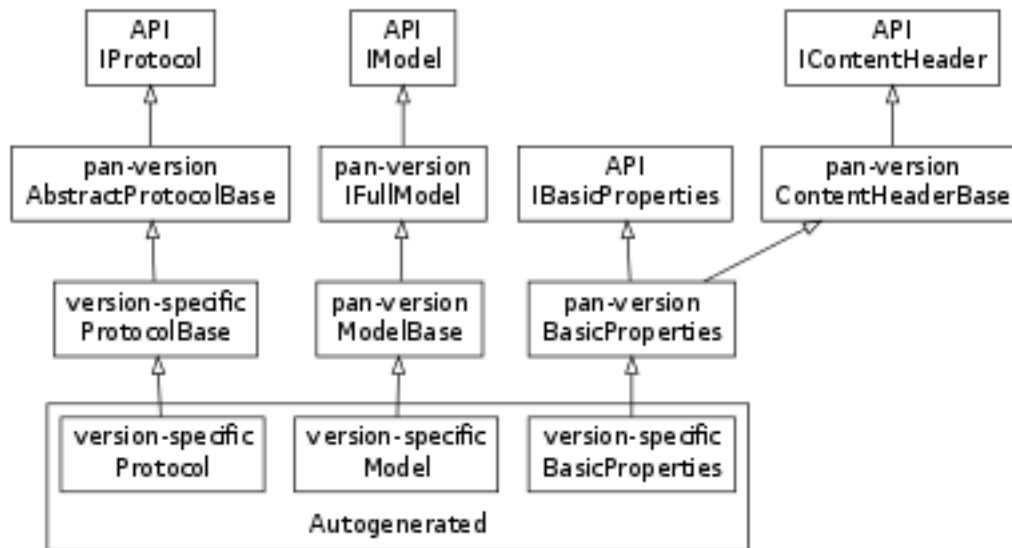 API
IProtocol
API
IModel
API
IContentHeader
pan-version
AbstractProtocolBase
pan-version
IFullModel
API
IBasicProperties
pan-version
ContentHeaderBase
version-specific
ProtocolBase
pan-version
ModelBase
pan-version
BasicProperties
version-specific
Protocol
version-specific
Model
version-specific
BasicProperties
Autogenerated